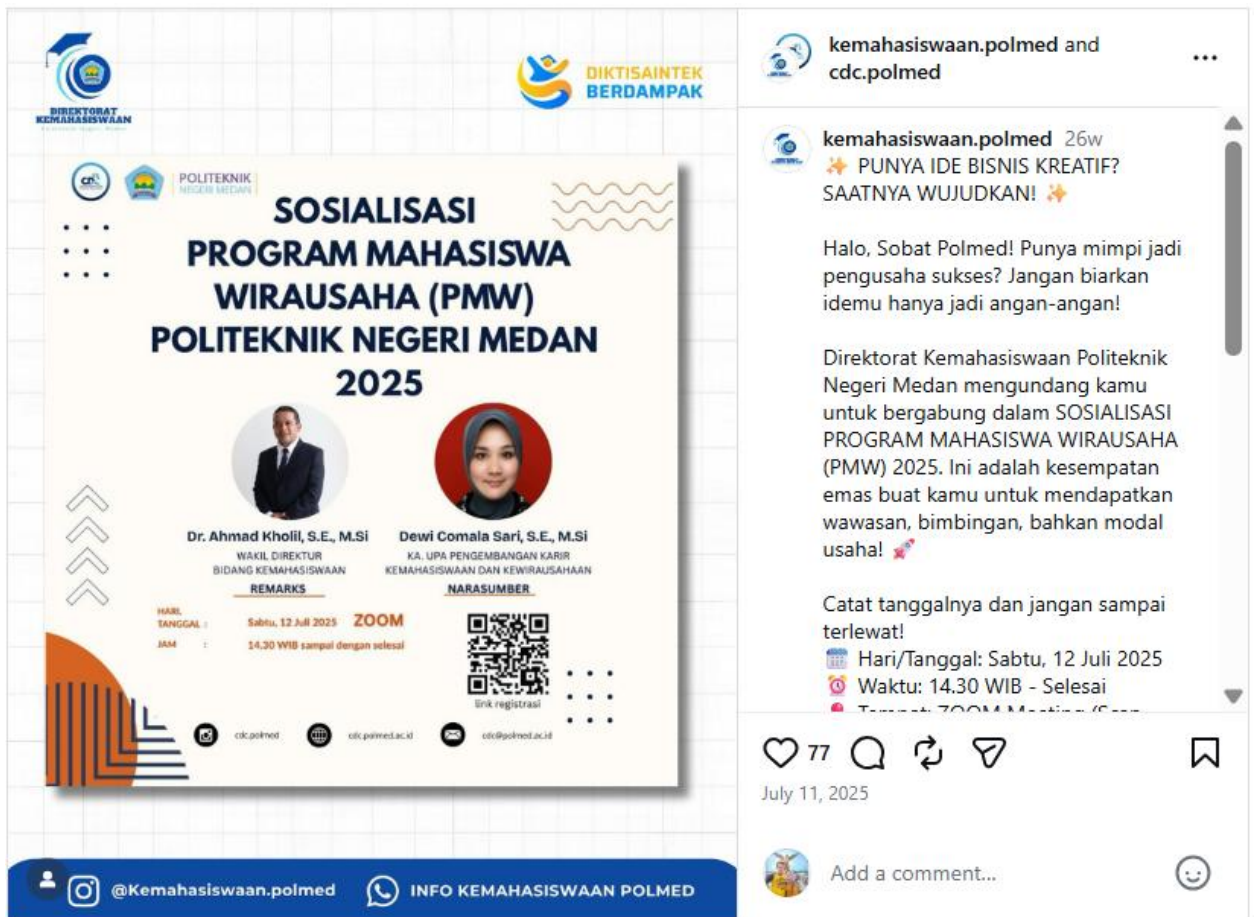 DIREKTORAT
KEMAHASISWAAN
DIKTISAINTEK
BERDAMPAK
POLITEKNIK
NEGERI MEDAN
SOSIALISASI
PROGRAM MAHASISWA
WIRAUSAHA (PMW)
POLITEKNIK NEGERI MEDAN
2025
Dr. Ahmad Kholil, S.E., M.Si
WAKIL DIREKTUR
BIDANG KEMAHASISWAAN
REMARKS
Dewi Comala Sari, S.E., M.Si
KA. UPA PENGEMBANGAN KARIR
KEMAHASISWAAN DAN KEWIRAUSAHAAN
NARASUMBER
HARI,
TANGGAL : Sabtu, 12 Juli 2025 ZOOM
JAM : 14.30 WIB sampai dengan selesai
link registrasi
cdc.polmed cdc.polmed.ac.id cdc@polmed.ac.id
@Kemahasiswaan.polmed INFO KEMAHASISWAAN POLMED
kemahasiswaan.polmed and
cdc.polmed
kemahasiswaan.polmed 26w
✨ PUNYA IDE BISNIS KREATIF?
SAATNYA WUJUDKAN! ✨
Halo, Sobat Polmed! Punya mimpi jadi
pengusaha sukses? Jangan biarkan
idemu hanya jadi angan-angan!
Direktorat Kemahasiswaan Politeknik
Negeri Medan mengundang kamu
untuk bergabung dalam SOSIALISASI
PROGRAM MAHASISWA WIRAUSAHA
(PMW) 2025. Ini adalah kesempatan
emas buat kamu untuk mendapatkan
wawasan, bimbingan, bahkan modal
usaha! 🚀
Catat tanggalnya dan jangan sampai
terlewat!
🗓️ Hari/Tanggal: Sabtu, 12 Juli 2025
⏰ Waktu: 14.30 WIB - Selesai
📍 Tempat: ZOOM Meeting (Scan
77
July 11, 2025
Add a comment...